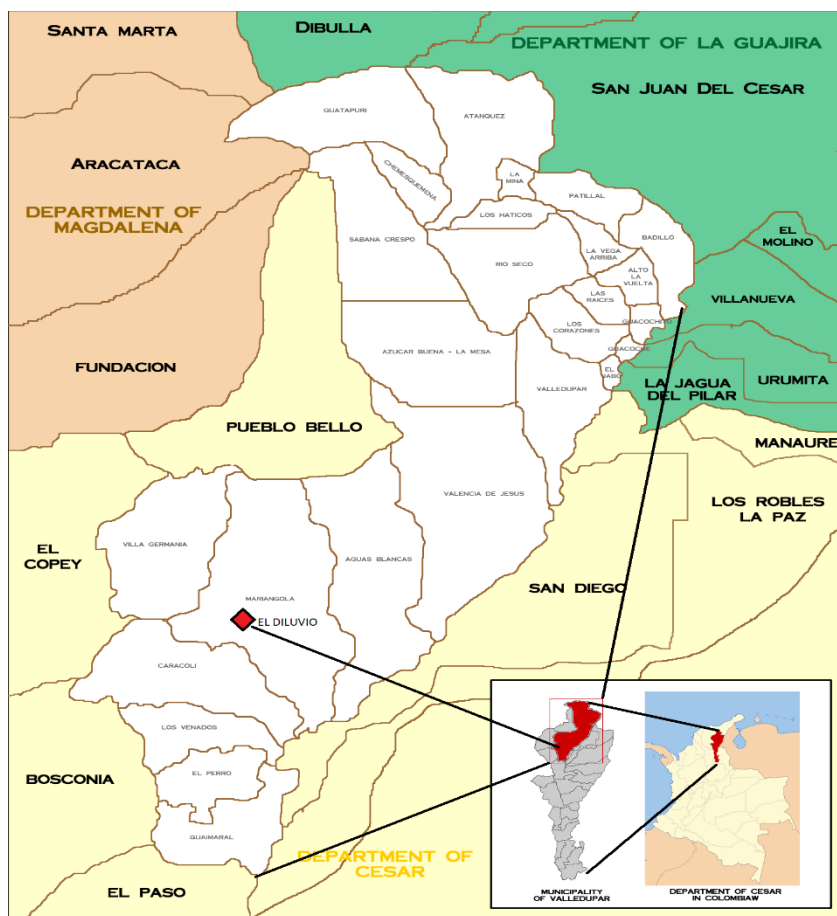 SANTA MARTA
DIBULLA
DEPARTMENT OF LA GUAJIRA
SAN JUAN DEL CESAR
GUATAPURI
ATANQUEZ
ARACATACA
CHEMESQUEMENA
LA
MINA
PATILLAL
DEPARTMENT OF
MAGDALENA
LOS HATICOS
EL
MOLINO
SABANA CRESPO
BADILLO
LA VEGA
ARRIBA
RIO SECO
ALTO
LA
VUELTA
LAS
RAICES
VILLANUEVA
GUACOCHITO
LOS
CORAZONES
GUACOCHE
AZUCAR BUENA - LA MESA
FUNDACION
EL
JABO
URUMITA
VALLEDUPAR
LA JAGUA
DEL PILAR
PUEBLO BELLO
MANAURE
VALENCIA DE JESUS
LOS ROBLES
LA PAZ
VILLA GERMANIA
EL
COPEY
AGUAS BLANCAS
SAN DIEGO
MARIANGOLA
EL DILUVIO
CARACOLI
LOS VENADOS
BOSCONIA
EL PERRO
GUAIMARAL
DEPARTMENT OF
CESAR
EL PASO
MUNICIPALITY
OF VALLEDUPAR
DEPARTMENT OF CESAR
IN COLOMBIAW